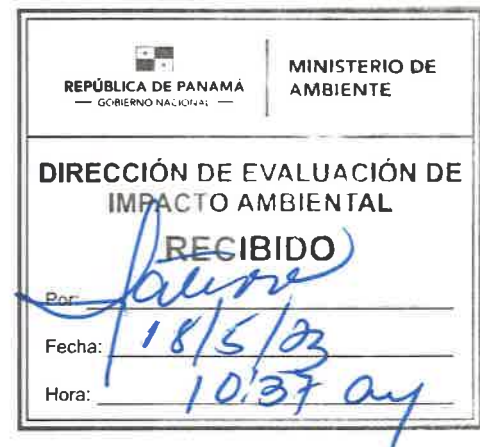 REPÚBLICA DE PANAMÁ
— GOBIERNO NACIONAL —
MINISTERIO DE
AMBIENTE
DIRECCIÓN DE EVALUACIÓN DE
IMPACTO AMBIENTAL
RECIBIDO
Por:
Fecha: 18/5/23
Hora: 10:37 am